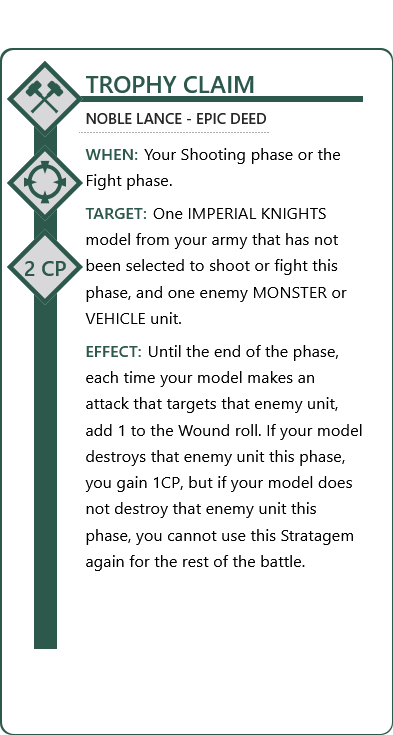 TROPHY CLAIM
NOBLE LANCE - EPIC DEED
WHEN: Your Shooting phase or the
Fight phase.
TARGET: One IMPERIAL KNIGHTS
model from your army that has not
2 CP
been selected to shoot or fight this
phase, and one enemy MONSTER or
VEHICLE unit.
EFFECT: Until the end of the phase,
each time your model makes an
attack that targets that enemy unit,
add 1 to the Wound roll. If your model
destroys that enemy unit this phase,
you gain 1CP, but if your model does
not destroy that enemy unit this
phase, you cannot use this Stratagem
again for the rest of the battle.